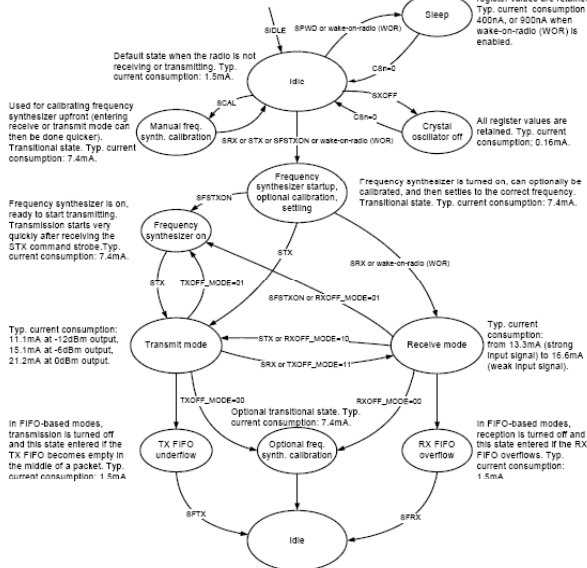 register values are retained.
Typ. current consumption
400nA, or 900nA when
wake-on-radio (WOR) is
enabled.
Sleep
SIDLE
SPWD or wake-on-radio (WOR)
CSn=0
Default state when the radio is not
receiving or transmitting. Typ.
current consumption: 1.5mA.
Idle
SXOFF
CSn=0
Crystal
oscillator off
All register values are
retained. Typ. current
consumption; 0.16mA.
Used for calibrating frequency
synthesizer upfront (entering
receive or transmit mode can
then be done quicker).
Transitional state. Typ. current
consumption: 7.4mA.
SCAL
Manual freq.
synth. calibration
SRX or STX or SFSTXON or wake-on-radio (WOR)
Frequency
synthesizer startup,
optional calibration,
settling
Frequency synthesizer is turned on, can optionally be
calibrated, and then settles to the correct frequency.
Transitional state. Typ. current consumption: 7.4mA.
Frequency synthesizer is on,
ready to start transmitting.
Transmission starts very
quickly after receiving the
STX command strobe.Typ.
current consumption: 7.4mA.
SFSTXON
Frequency
synthesizer on
STX
SRX or wake-on-radio (WOR)
STX
TXOFF_MODE=01
SFSTXON or RXOFF_MODE=01
Typ. current consumption:
11.1mA at -12dBm output,
15.1mA at -6dBm output,
21.2mA at 0dBm output.
Transmit mode
STX or RXOFF_MODE=10
SRX or TXOFF_MODE=11
Receive mode
Typ. current
consumption:
from 13.3mA (strong
input signal) to 16.6mA
(weak input signal).
TXOFF_MODE=00
RXOFF_MODE=00
Optional transitional state. Typ.
current consumption: 7.4mA.
In FIFO-based modes,
transmission is turned off
and this state entered if the
TX FIFO becomes empty in
the middle of a packet. Typ.
current consumption: 1.5mA.
TX FIFO
underflow
Optional freq.
synth. calibration
RX FIFO
overflow
In FIFO-based modes,
reception is turned off and
this state entered if the RX
FIFO overflows. Typ.
current consumption:
1.5mA.
SFTX
SFRX
Idle